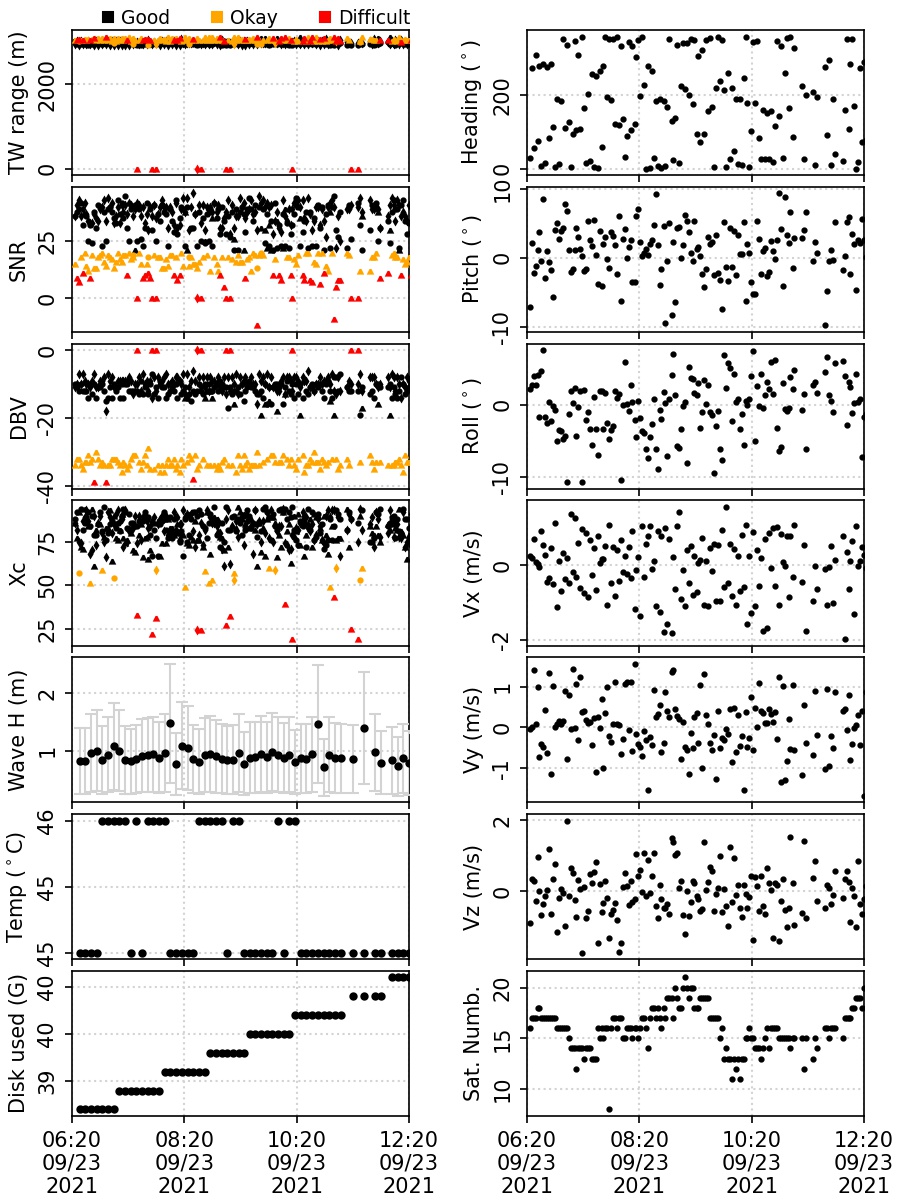 Good Okay Difficult
TW range (m)
2000
0
Heading (°)
200
0
SNR
25
0
Pitch (°)
10
0
-10
DBV
0
-20
-40
Roll (°)
0
-10
Xc
75
50
25
Vx (m/s)
0
-2
Wave H (m)
2
1
Vy (m/s)
1
0
-1
Temp (°C)
46
45
45
Vz (m/s)
2
0
Disk used (G)
40
40
39
Sat. Numb.
20
15
10
06:20 08:20 10:20 12:20 06:20 08:20 10:20 12:20
09/23 09/23 09/23 09/23 09/23 09/23 09/23 09/23
2021 2021 2021 2021 2021 2021 2021 2021